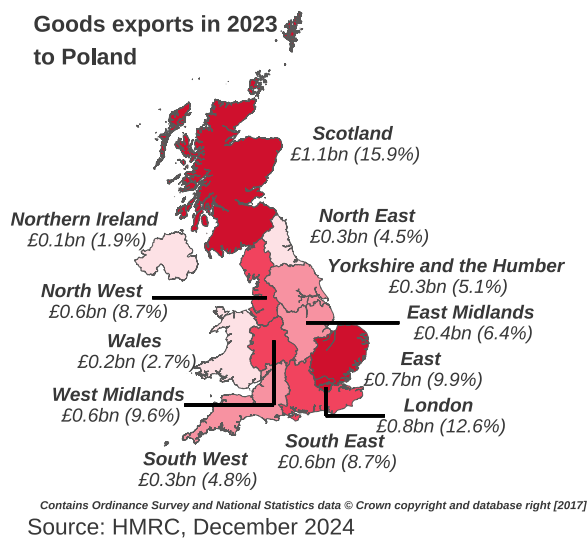 Goods exports in 2023
to Poland
Scotland
£1.1bn (15.9%)
Northern Ireland
£0.1bn (1.9%)
North East
£0.3bn (4.5%)
Yorkshire and the Humber
£0.3bn (5.1%)
North West
£0.6bn (8.7%)
East Midlands
£0.4bn (6.4%)
Wales
£0.2bn (2.7%)
East
£0.7bn (9.9%)
West Midlands
£0.6bn (9.6%)
London
£0.8bn (12.6%)
South East
£0.6bn (8.7%)
South West
£0.3bn (4.8%)
Contains Ordinance Survey and National Statistics data © Crown copyright and database right [2017]
Source: HMRC, December 2024